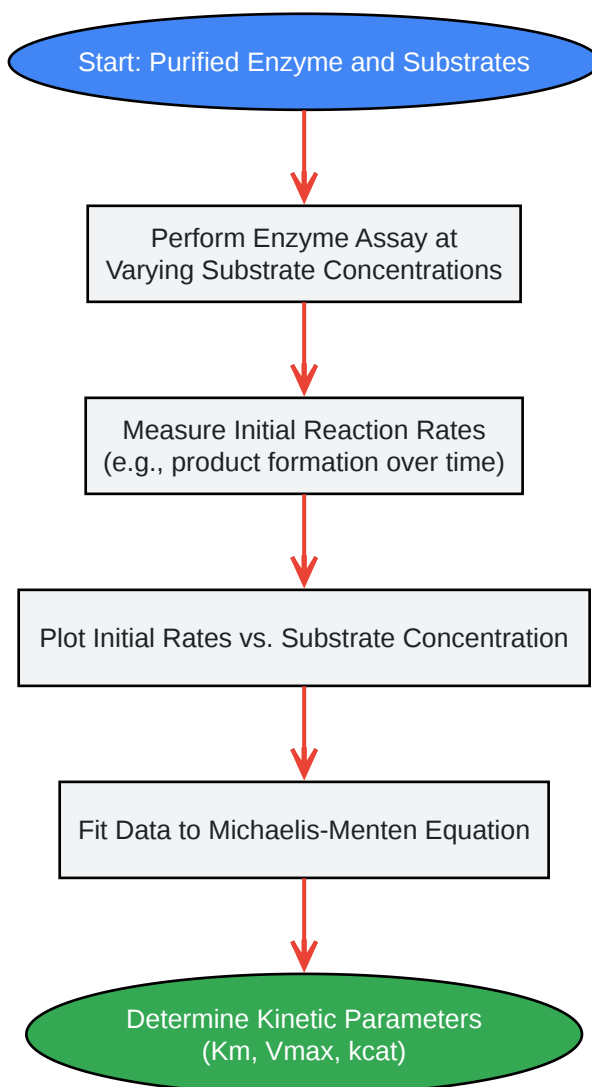 Start: Purified Enzyme and Substrates
Perform Enzyme Assay at
Varying Substrate Concentrations
Measure Initial Reaction Rates
(e.g., product formation over time)
Plot Initial Rates vs. Substrate Concentration
Fit Data to Michaelis-Menten Equation
Determine Kinetic Parameters
(Km, Vmax, kcat)